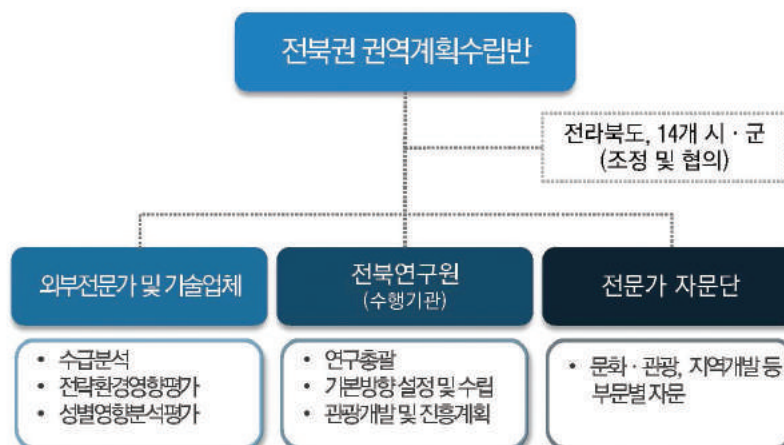 전북권 권역계획수립반
전라북도, 14개 시 · 군
(조정 및 협의)
외부전문가 및 기술업체
전북연구원
(수행기관)
전문가 자문단
• 수급분석
• 전략환경영향평가
• 성별영향분석평가
• 연구총괄
• 기본방향 설정 및 수립
• 관광개발 및 진흥계획
• 문화 · 관광, 지역개발 등
부문별 자문